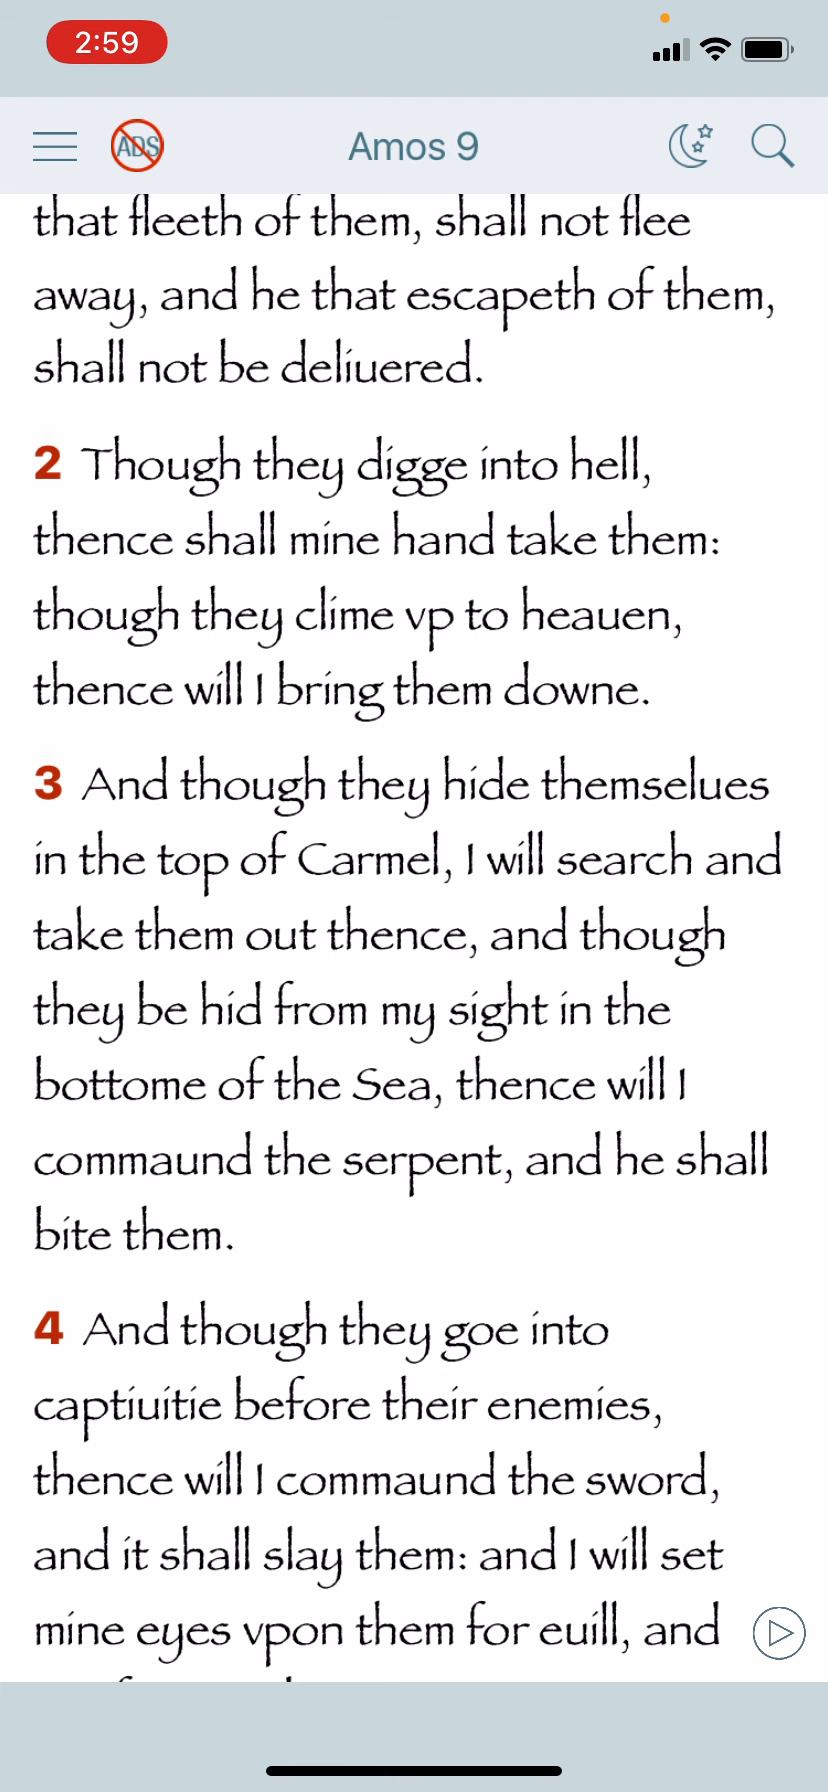 2:59
ADS
Amos 9
that fleeth of them, shall not flee
away, and he that escapeth of them,
shall not be deliuered.
2 Though they digge into hell,
thence shall mine hand take them:
though they clime vp to heauen,
thence will I bring them downe.
3 And though they hide themselues
in the top of Carmel, I will search and
take them out thence, and though
they be hid from my sight in the
bottome of the Sea, thence will I
commaund the serpent, and he shall
bite them.
4 And though they goe into
captiuitie before their enemies,
thence will I commaund the sword,
and it shall slay them: and I will set
mine eyes vpon them for euill, and